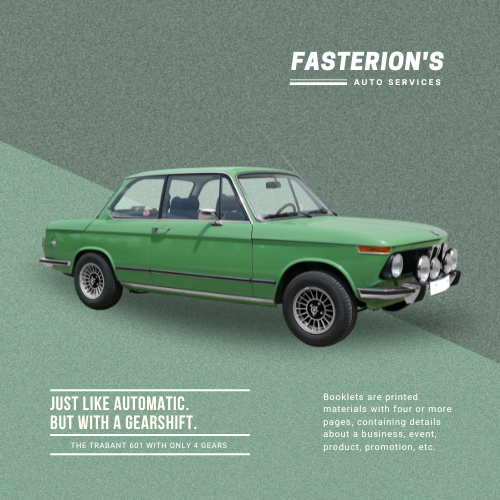 FASTERION'S
AUTO SERVICES
JUST LIKE AUTOMATIC.
BUT WITH A GEARSHIFT.
THE TRABANT 601 WITH ONLY 4 GEARS
Booklets are printed
materials with four or more
pages, containing details
about a business, event,
product, promotion, etc.